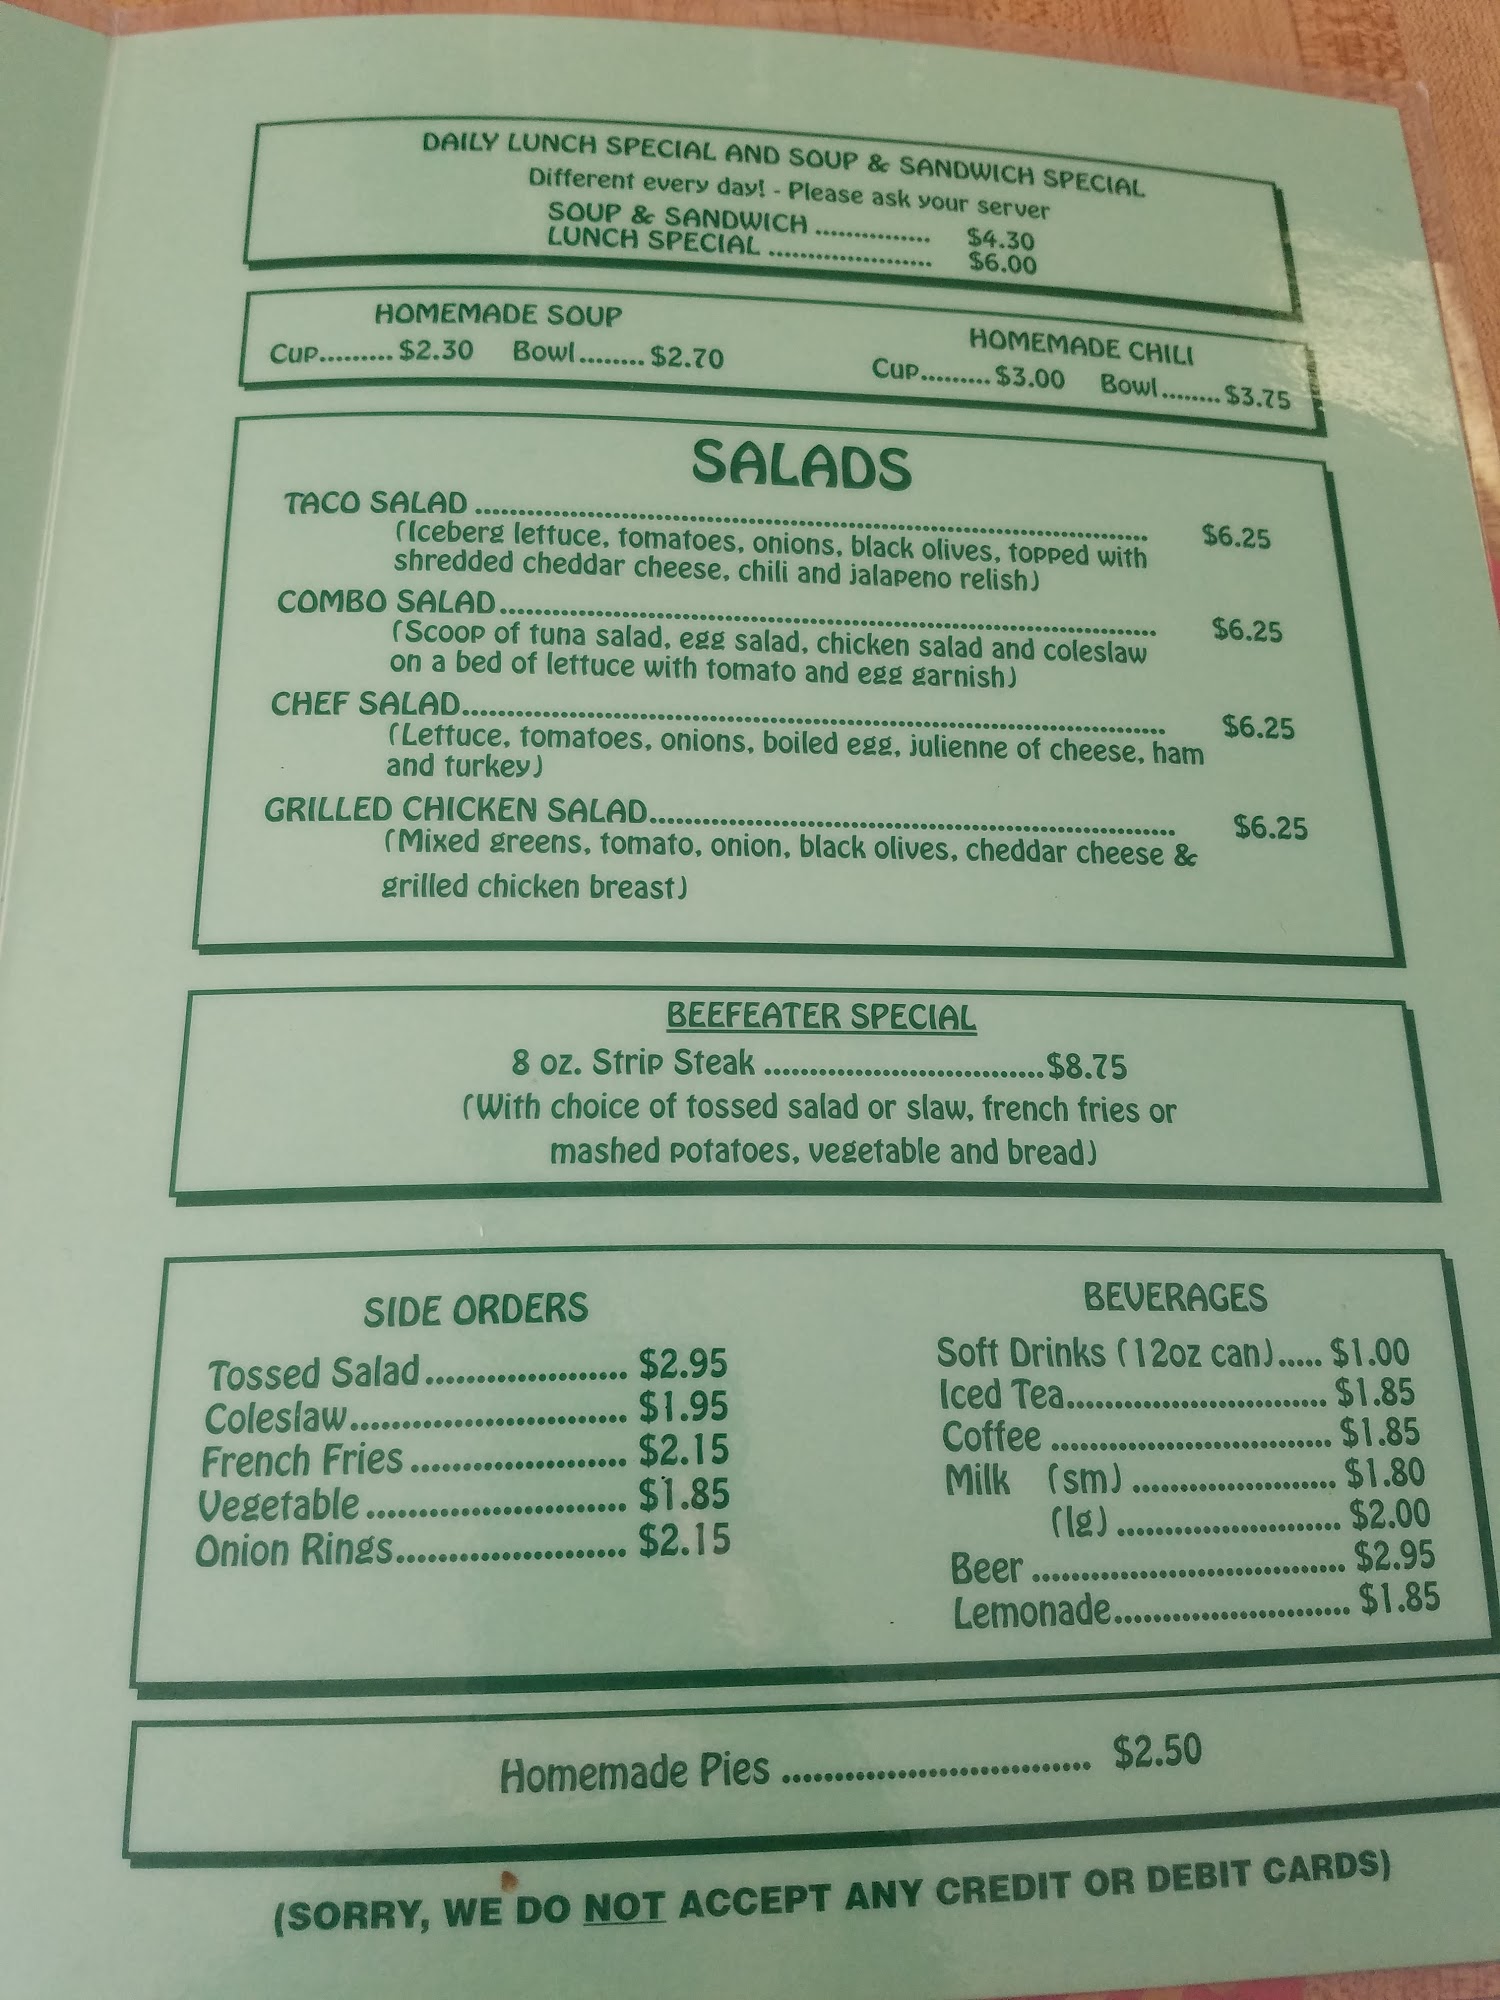 DAILY LUNCH SPECIAL AND SOUP & SANDWICH SPECIAL
Different every day! - Please ask your server
SOUP & SANDWICH ............... $4.30
LUNCH SPECIAL ..................... $6.00
HOMEMADE SOUP
Cup......... $2.30 Bowl........ $2.70
HOMEMADE CHILI
Cup......... $3.00 Bowl........ $3.75
SALADS
TACO SALAD ........................................................................... $6.25
(Iceberg lettuce, tomatoes, onions, black olives, topped with
shredded cheddar cheese, chili and jalapeno relish)
COMBO SALAD......................................................................... $6.25
(Scoop of tuna salad, egg salad, chicken salad and coleslaw
on a bed of lettuce with tomato and egg garnish)
CHEF SALAD.............................................................................. $6.25
(Lettuce, tomatoes, onions, boiled egg, julienne of cheese, ham
and turkey)
GRILLED CHICKEN SALAD.......................................................... $6.25
(Mixed greens, tomato, onion, black olives, cheddar cheese &
grilled chicken breast)
BEEFEATER SPECIAL
8 oz. Strip Steak ...............................$8.75
(With choice of tossed salad or slaw, french fries or
mashed potatoes, vegetable and bread)
SIDE ORDERS
Tossed Salad..................... $2.95
Coleslaw............................ $1.95
French Fries ...................... $2.15
Vegetable .......................... $1.85
Onion Rings....................... $2.15
BEVERAGES
Soft Drinks (12oz can)..... $1.00
Iced Tea........................... $1.85
Coffee ............................. $1.85
Milk (sm) ..................... $1.80
(lg) ....................... $2.00
Beer ................................ $2.95
Lemonade........................ $1.85
Homemade Pies .............................. $2.50
(SORRY, WE DO NOT ACCEPT ANY CREDIT OR DEBIT CARDS)